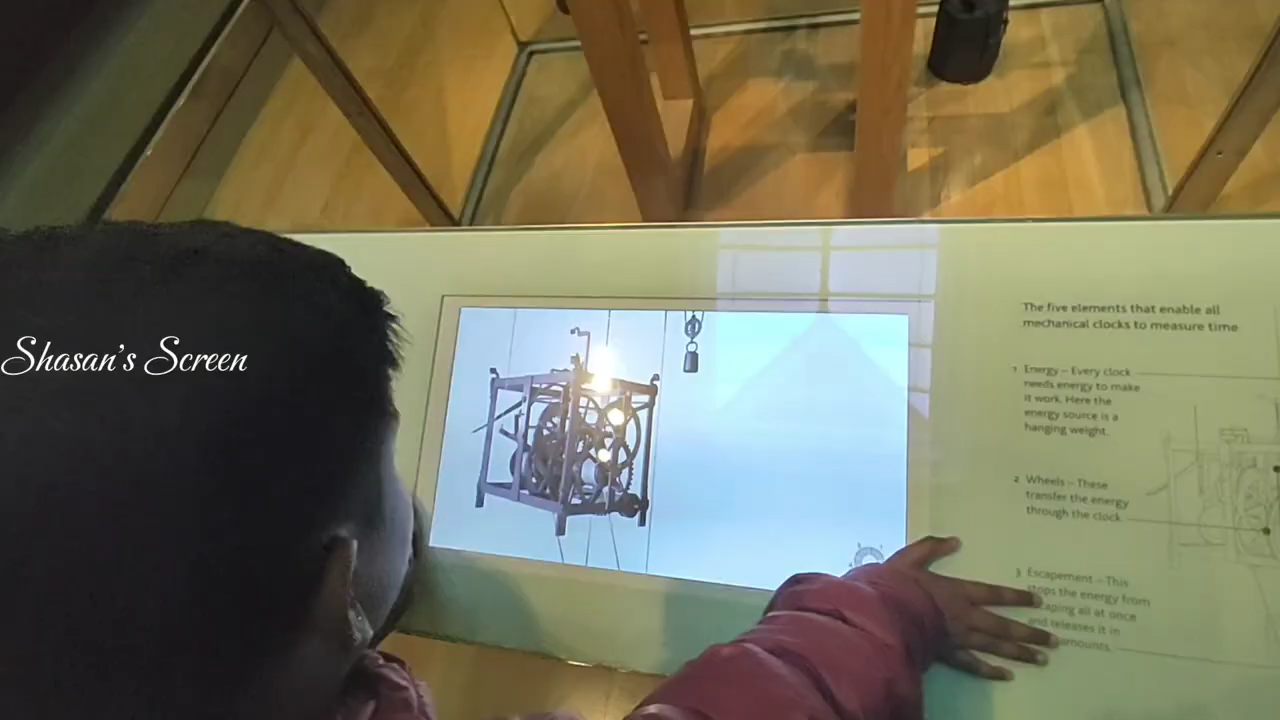 Shasan's Screen
The five elements that enable all
mechanical clocks to measure time
1 Energy – Every clock
needs energy to make
it work. Here the
energy source is a
hanging weight.
2 Wheels – These
transfer the energy
through the clock.
3 Escapement – This
stops the energy from
all at once
and releases it in
amounts.